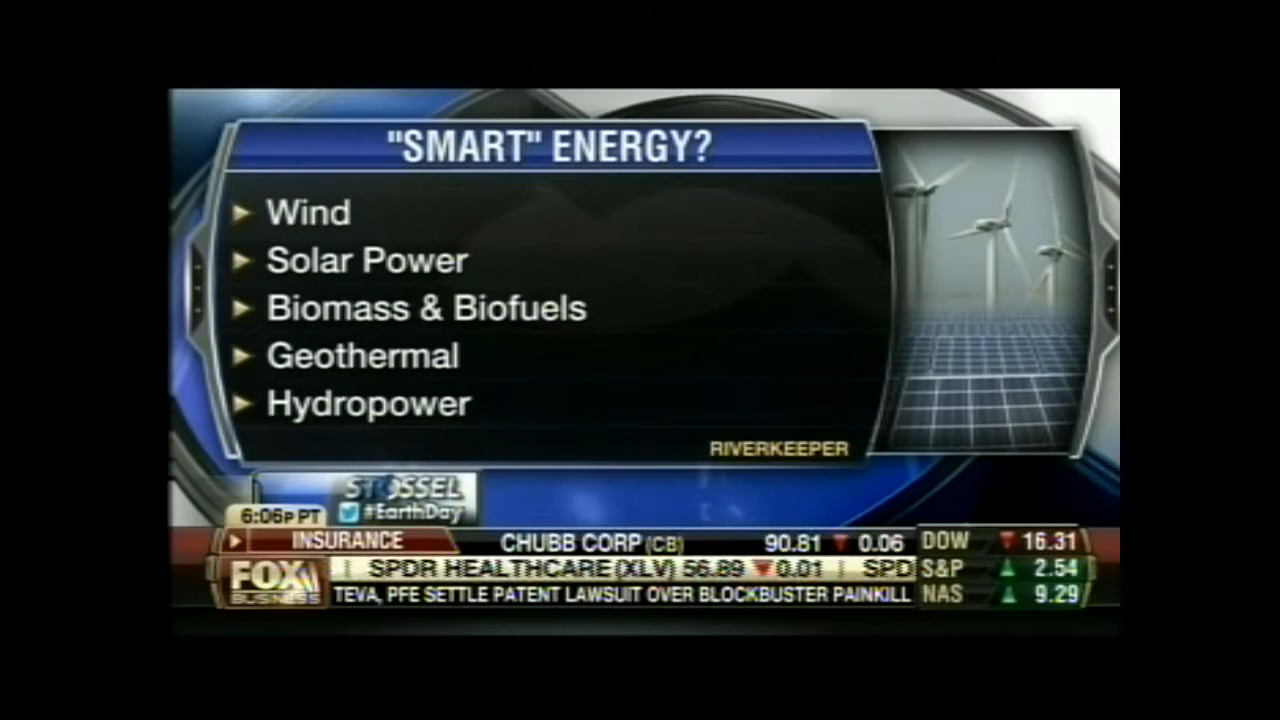 "SMART" ENERGY?
Wind
Solar Power
Biomass & Biofuels
Geothermal
Hydropower
RIVERKEEPER
STOSSEL
#EarthDay
6:06P PT
INSURANCE
CHUBB CORP (CB) 90.81 ▼ 0.06
DOW ▼ 16.31
FOX
BUSINESS
SPDR HEALTHCARE (XLV) 56.89 ▼ 0.01 | SPD
S&P ▲ 2.54
TEVA, PFE SETTLE PATENT LAWSUIT OVER BLOCKBUSTER PAINKILL
NAS ▲ 9.29